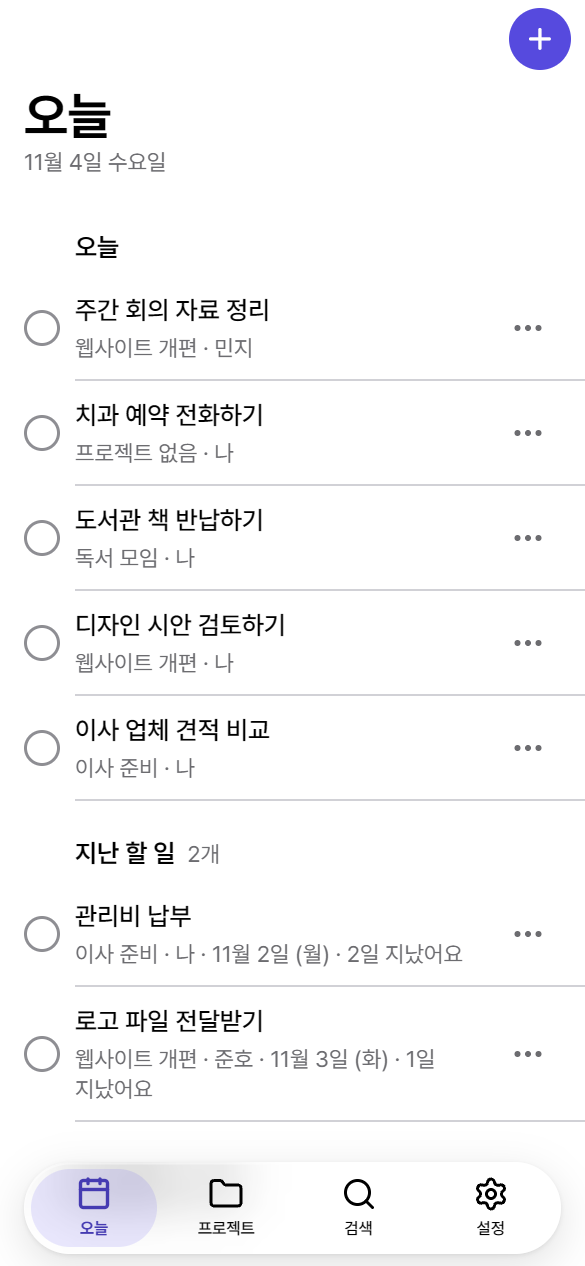 오늘
11월 4일 수요일
오늘
주간 회의 자료 정리
웹사이트 개편 · 민지
치과 예약 전화하기
프로젝트 없음 · 나
도서관 책 반납하기
독서 모임 · 나
디자인 시안 검토하기
웹사이트 개편 · 나
이사 업체 견적 비교
이사 준비 · 나
지난 할 일 2개
관리비 납부
이사 준비 · 나 · 11월 2일 (월) · 2일 지났어요
로고 파일 전달받기
웹사이트 개편 · 준호 · 11월 3일 (화) · 1일
지났어요
오늘 프로젝트 검색 설정